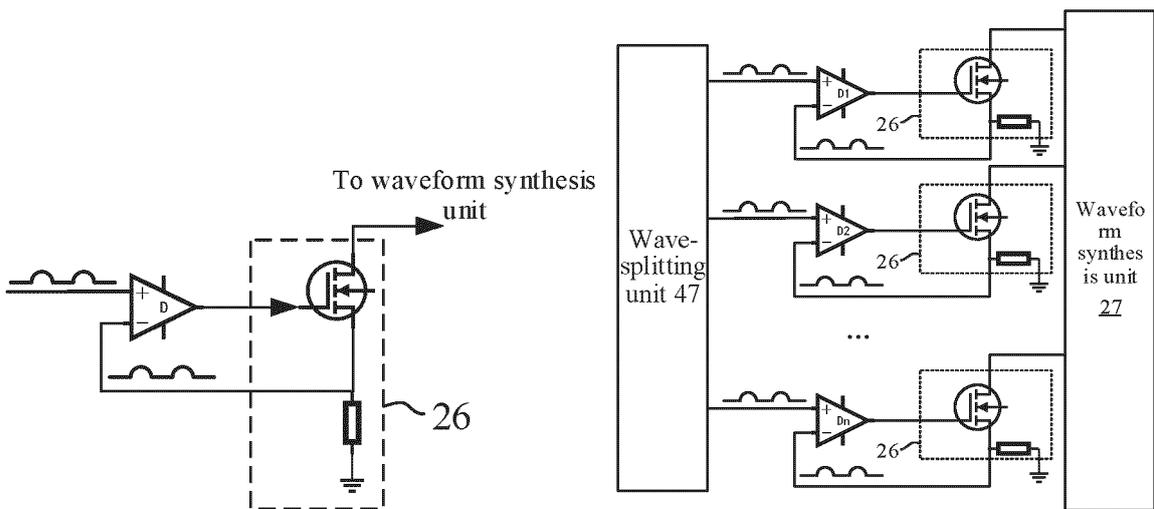 To waveform synthesis
unit
+
D
−
26
Wave-
splitting
unit 47
+
D1
−
26
+
D2
−
26
...
+
Dn
−
26
Wavefo
rm
synthes
is unit
27